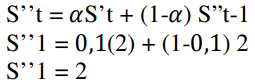 S’’t = αS’t + (1-α) S”t-1
S’’1 = 0,1(2) + (1-0,1) 2
S’’1 = 2